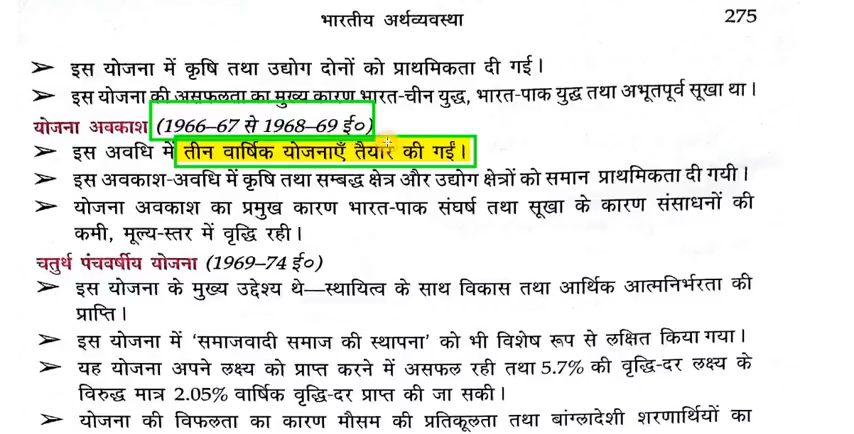 भारतीय अर्थव्यवस्था 275
➢ इस योजना में कृषि तथा उद्योग दोनों को प्राथमिकता दी गई।
➢ इस योजना की असफलता का मुख्य कारण भारत-चीन युद्ध, भारत-पाक युद्ध तथा अभूतपूर्व सूखा था।
योजना अवकाश (1966–67 से 1968–69 ई०)
➢ इस अवधि में तीन वार्षिक योजनाएँ तैयार की गईं।
➢ इस अवकाश-अवधि में कृषि तथा सम्बद्ध क्षेत्र और उद्योग क्षेत्रों को समान प्राथमिकता दी गयी।
➢ योजना अवकाश का प्रमुख कारण भारत-पाक संघर्ष तथा सूखा के कारण संसाधनों की
कमी, मूल्य-स्तर में वृद्धि रही।
चतुर्थ पंचवर्षीय योजना (1969–74 ई०)
➢ इस योजना के मुख्य उद्देश्य थे—स्थायित्व के साथ विकास तथा आर्थिक आत्मनिर्भरता की
प्राप्ति।
➢ इस योजना में ‘समाजवादी समाज की स्थापना’ को भी विशेष रूप से लक्षित किया गया।
➢ यह योजना अपने लक्ष्य को प्राप्त करने में असफल रही तथा 5.7% की वृद्धि-दर लक्ष्य के
विरुद्ध मात्र 2.05% वार्षिक वृद्धि-दर प्राप्त की जा सकी।
➢ योजना की विफलता का कारण मौसम की प्रतिकूलता तथा बांग्लादेशी शरणार्थियों का